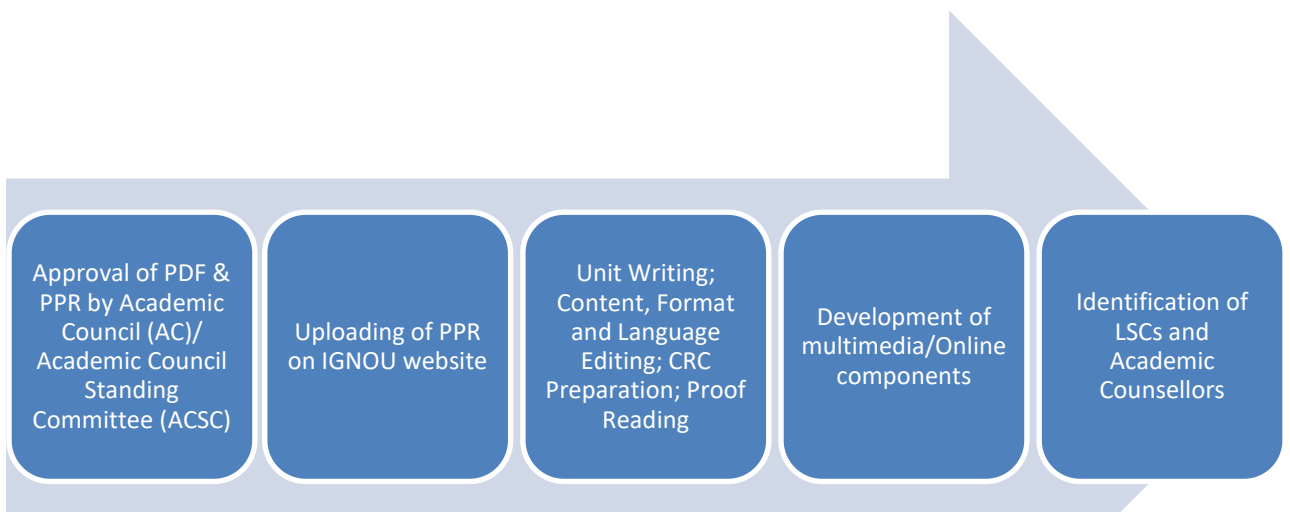 Approval of PDF &
PPR by Academic
Council (AC)/
Academic Council
Standing
Committee (ACSC)
Uploading of PPR
on IGNOU website
Unit Writing;
Content, Format
and Language
Editing; CRC
Preparation; Proof
Reading
Development of
multimedia/Online
components
Identification of
LSCs and
Academic
Counsellors